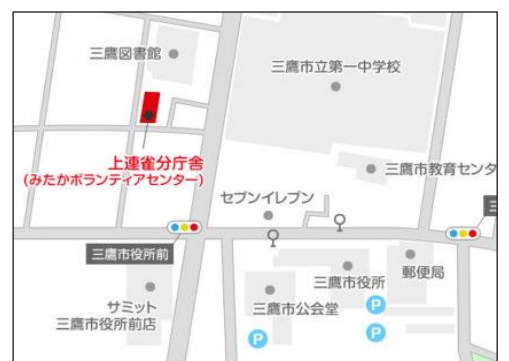 三鷹図書館
三鷹市立第一中学校
上連雀分庁舎
(みたかボランティアセンター)
三鷹市教育センタ
セブンイレブン
三
三鷹市役所前
郵便局
三鷹市役所
サミット
三鷹市役所前店
三鷹市公会堂
P
P
P